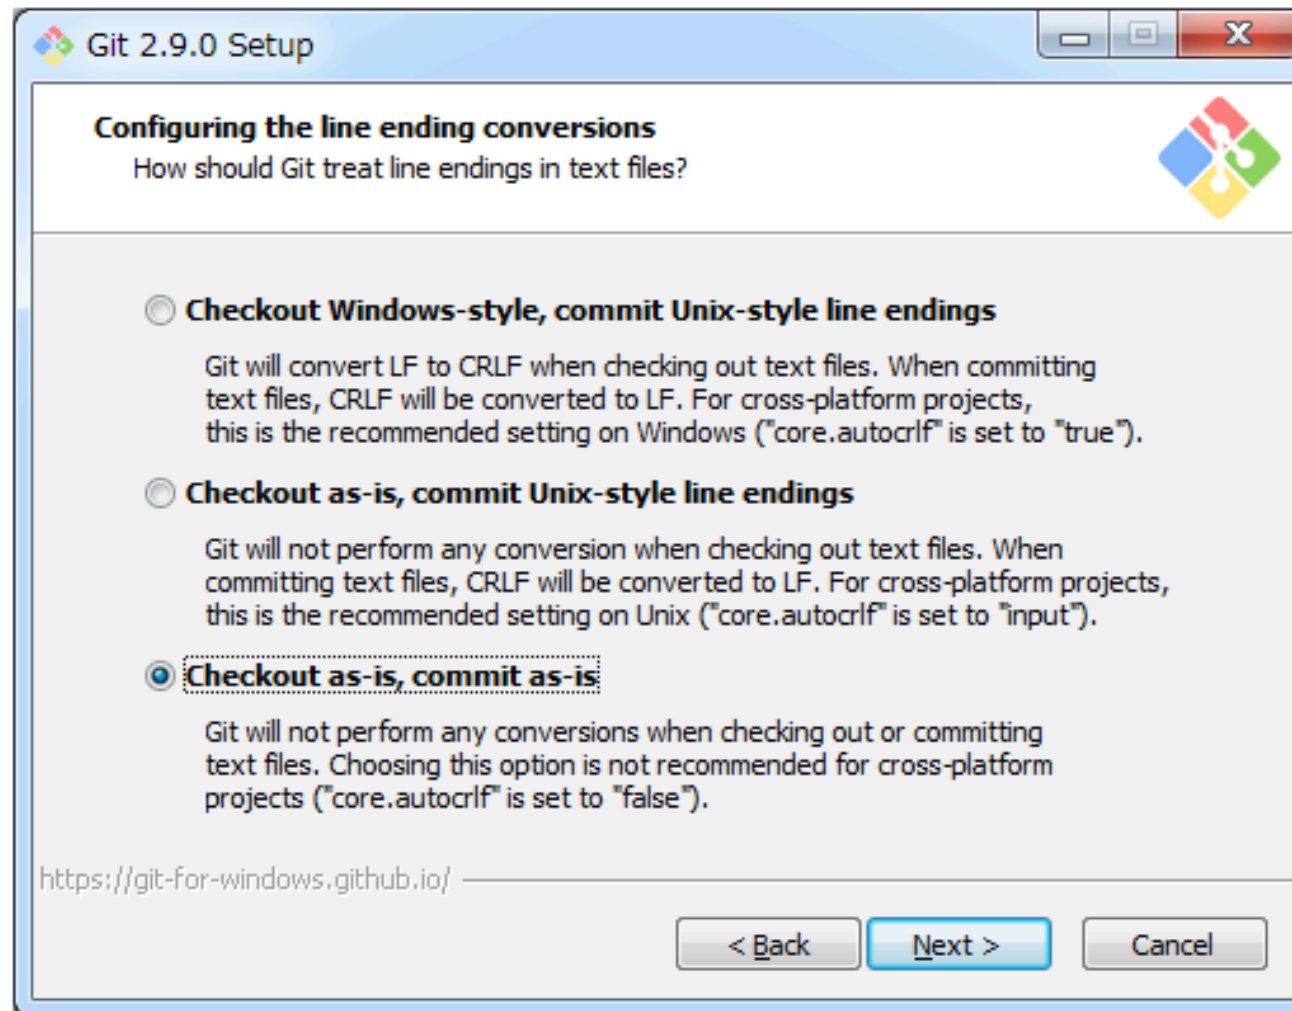 Git 2.9.0 Setup
Configuring the line ending conversions
How should Git treat line endings in text files?
Checkout Windows-style, commit Unix-style line endings
Git will convert LF to CRLF when checking out text files. When committing
text files, CRLF will be converted to LF. For cross-platform projects,
this is the recommended setting on Windows ("core.autocrlf" is set to "true").
Checkout as-is, commit Unix-style line endings
Git will not perform any conversion when checking out text files. When
committing text files, CRLF will be converted to LF. For cross-platform projects,
this is the recommended setting on Unix ("core.autocrlf" is set to "input").
Checkout as-is, commit as-is
Git will not perform any conversions when checking out or committing
text files. Choosing this option is not recommended for cross-platform
projects ("core.autocrlf" is set to "false").
https://git-for-windows.github.io/
< Back Next > Cancel